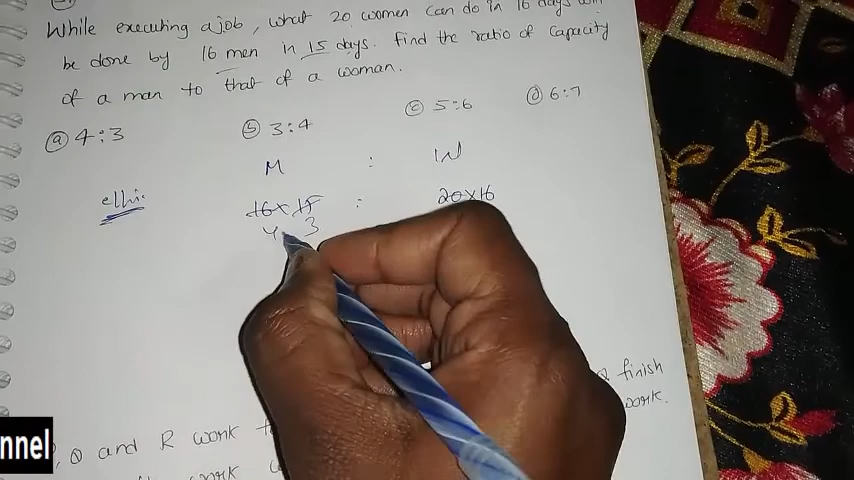 While executing a job, what 20 women can do in 16 days
be done by 16 men in 15 days. find the ratio of capacity
of a man to that of a woman.
(a) 4:3 (b) 3:4 (c) 5:6 (d) 6:7
M : W
16 x 15 : 20 x 16
4 3
finish
, Q and R work work.
work
nnel